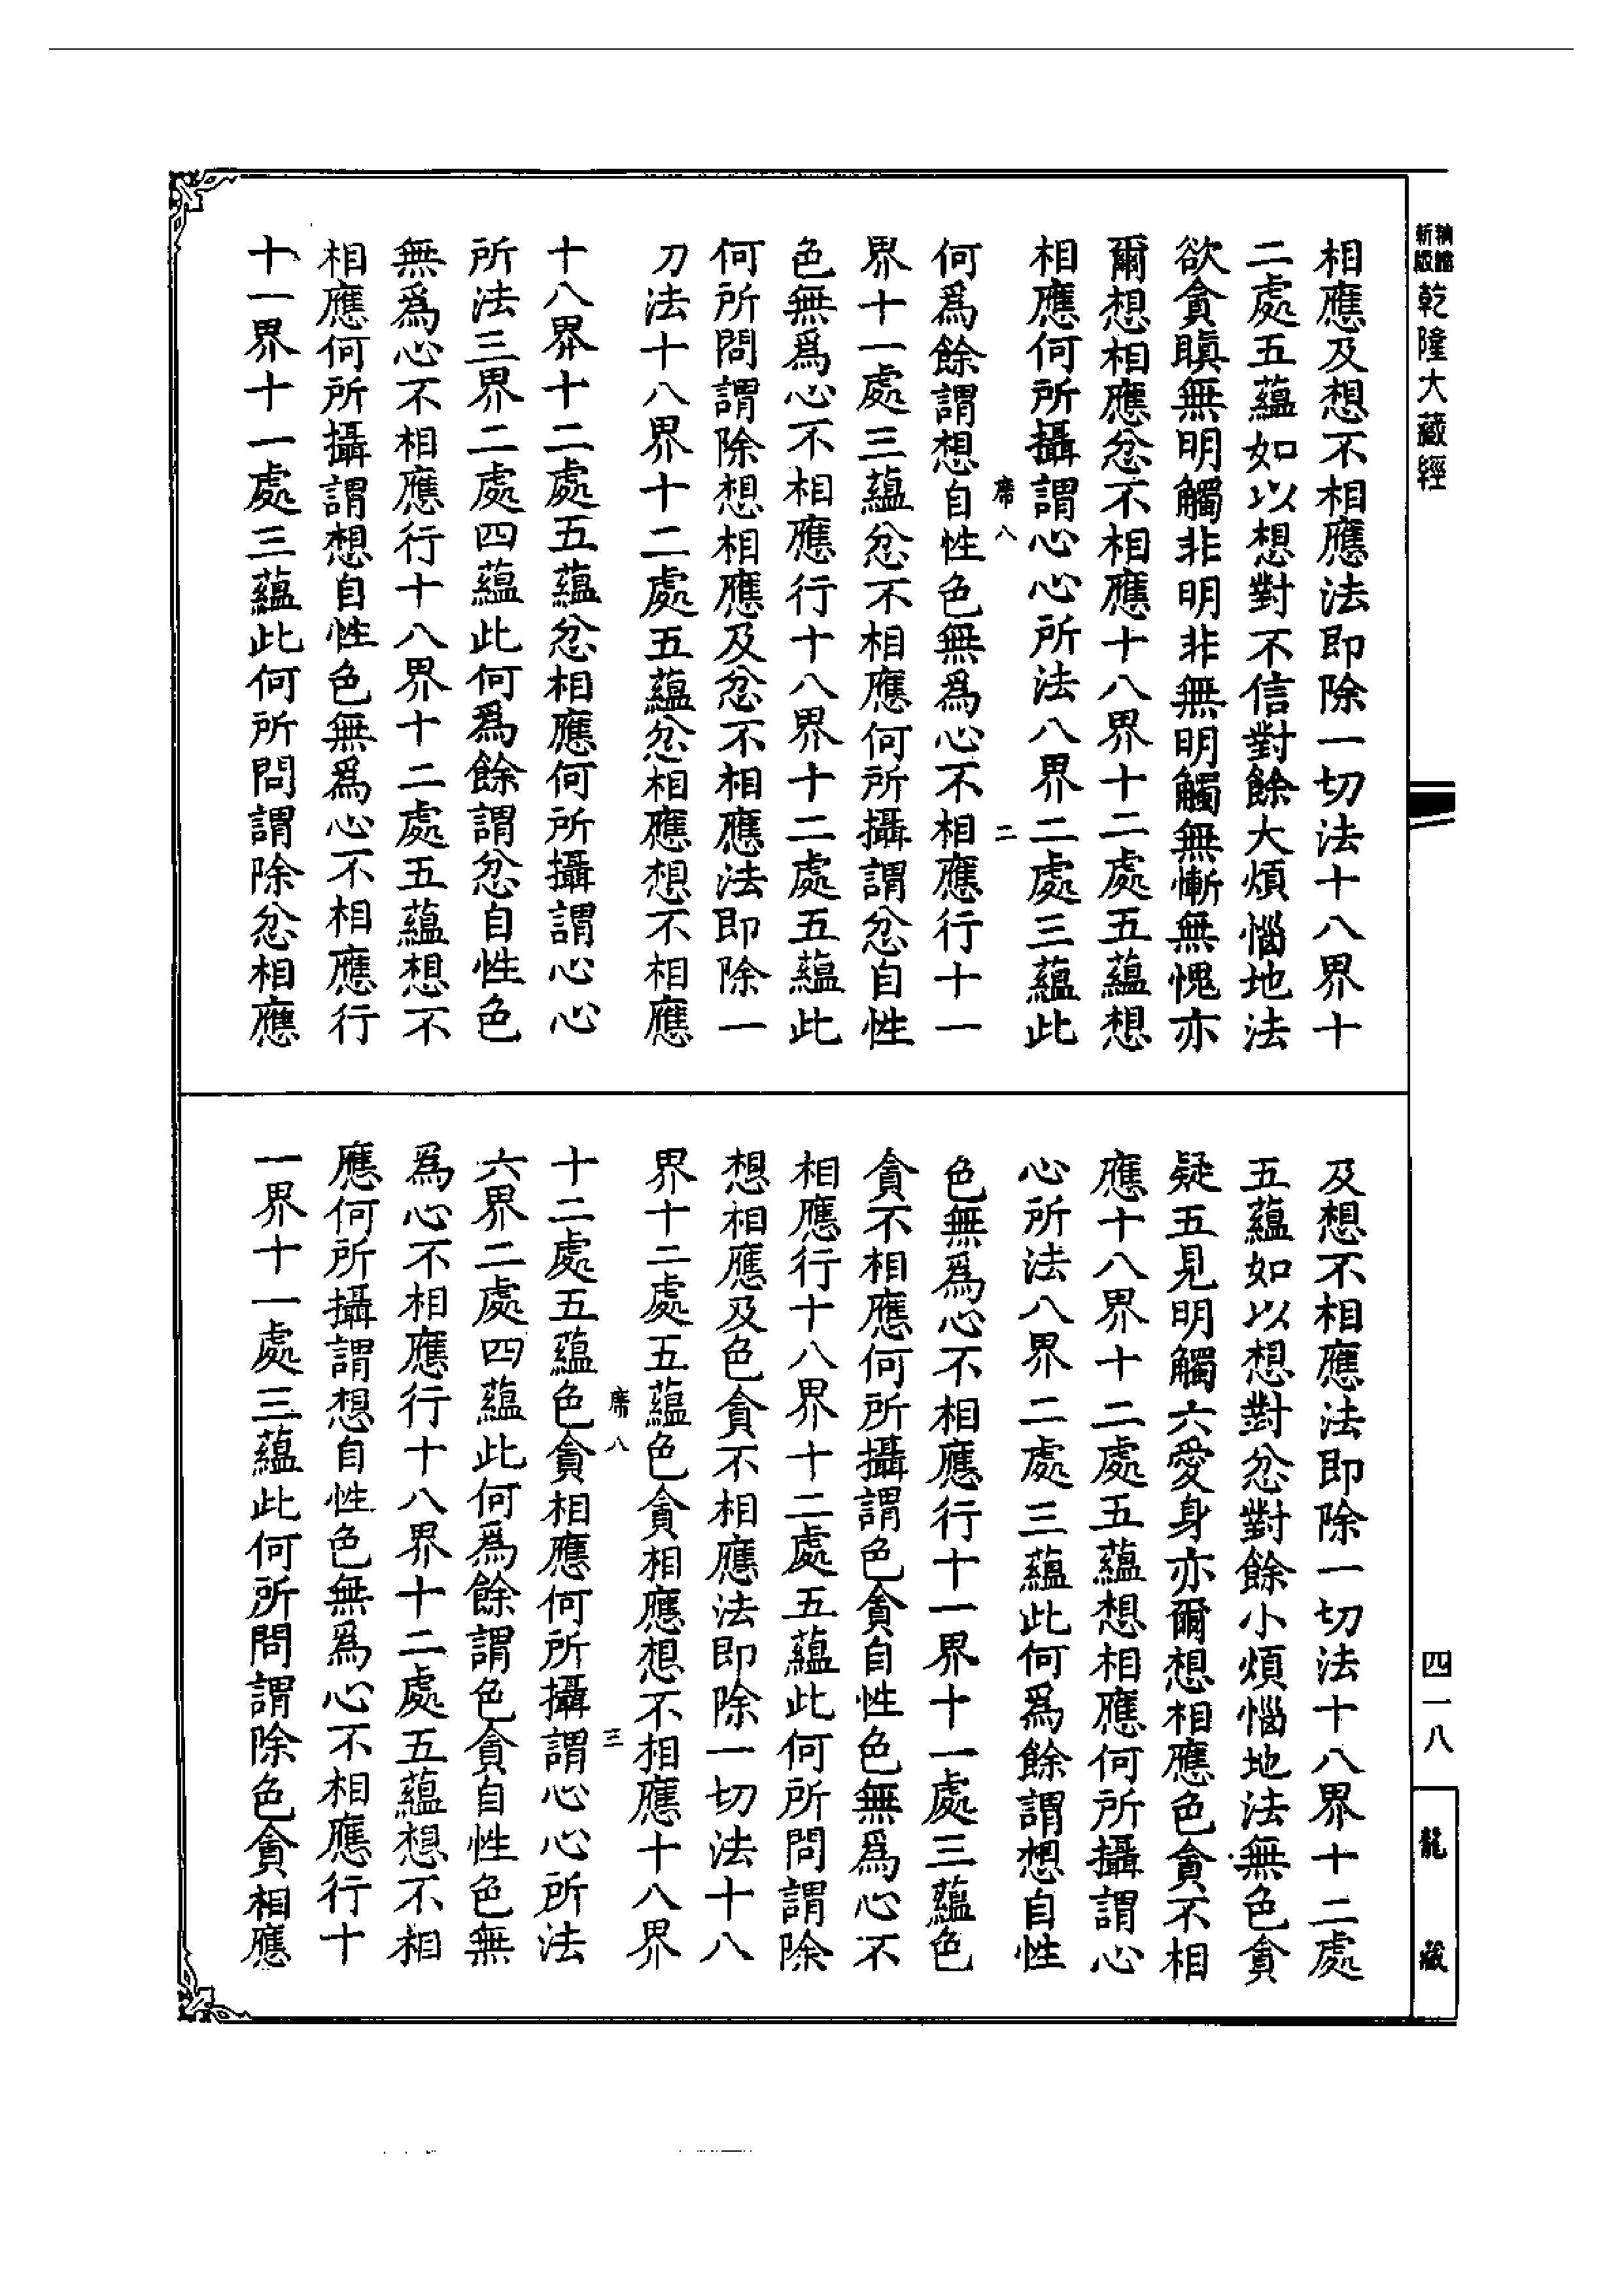 新版
乾隆大藏經
相應及想不相應法即除一切法十八界十
二處五蘊如以想對不信對餘大煩惱地法
欲貪瞋無明觸非明非無明觸無慚無愧亦
爾想相應忿不相應十八界十二處五蘊想
相應何所攝謂心心所法八界二處三蘊此
席八 二
何爲餘謂想自性色無爲心不相應行十一
界十一處三蘊忿不相應何所攝謂忿自性
色無爲心不相應行十八界十二處五蘊此
何所問謂除想相應及忿不相應法即除一
刀法十八界十二處五蘊忿相應想不相應
十八界十二處五蘊忿相應何所攝謂心心
所法三界二處四蘊此何爲餘謂忿自性色
無爲心不相應行十八界十二處五蘊想不
相應何所攝謂想自性色無爲心不相應行
十一界十一處三蘊此何所問謂除忿相應
及想不相應法即除一切法十八界十二處
五蘊如以想對忿對餘小煩惱地法無色貪
疑五見明觸六愛身亦爾想相應色貪不相
應十八界十二處五蘊想相應何所攝謂心
心所法八界二處三蘊此何爲餘謂想自性
色無爲心不相應行十一界十一處三蘊色
貪不相應何所攝謂色貪自性色無爲心不
相應行十八界十二處五蘊此何所問謂除
想相應及色貪不相應法即除一切法十八
界十二處五蘊色貪相應想不相應十八界
席八 三
十二處五蘊色貪相應何所攝謂心心所法
六界二處四蘊此何爲餘謂色貪自性色無
爲心不相應行十八界十二處五蘊想不相
應何所攝謂想自性色無爲心不相應行十
一界十一處三蘊此何所問謂除色貪相應
四一八
龍藏